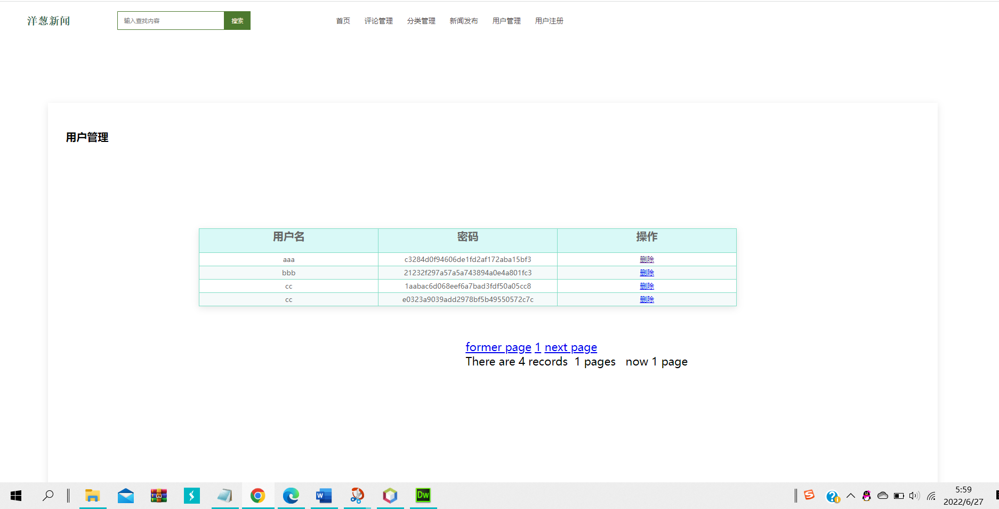 洋葱新闻
输入查找内容 搜索
首页 评论管理 分类管理 新闻发布 用户管理 用户注册
用户管理
用户名 密码 操作
aaa c3284d0f94606de1fd2af172aba15bf3 删除
bbb 21232f297a57a5a743894a0e4a801fc3 删除
cc 1aabac6d068eef6a7bad3fdf50a05cc8 删除
cc e0323a9039add2978bf5b49550572c7c 删除
former page 1 next page
There are 4 records 1 pages now 1 page
5:59
2022/6/27